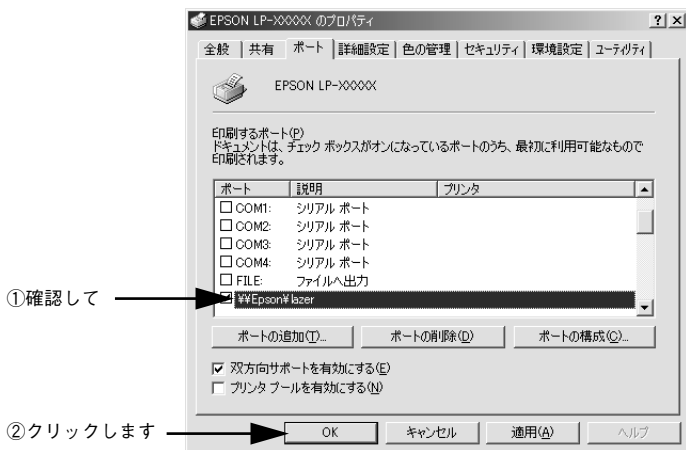 EPSON LP-XXXXX のプロパティ
? ×
全般 共有 ポート 詳細設定 色の管理 セキュリティ 環境設定 ユーティリティ
EPSON LP-XXXXX
印刷するポート(P)
ドキュメントは、チェック ボックスがオンになっているポートのうち、最初に利用可能なもので
印刷されます。
ポート 説明 プリンタ
COM1: シリアル ポート
COM2: シリアル ポート
COM3: シリアル ポート
COM4: シリアル ポート
FILE: ファイルへ出力
①確認して
¥¥Epson¥lazer
ポートの追加(T)... ポートの削除(D) ポートの構成(C)...
双方向サポートを有効にする(E)
プリンタ プールを有効にする(N)
②クリックします
OK キャンセル 適用(A) ヘルプ